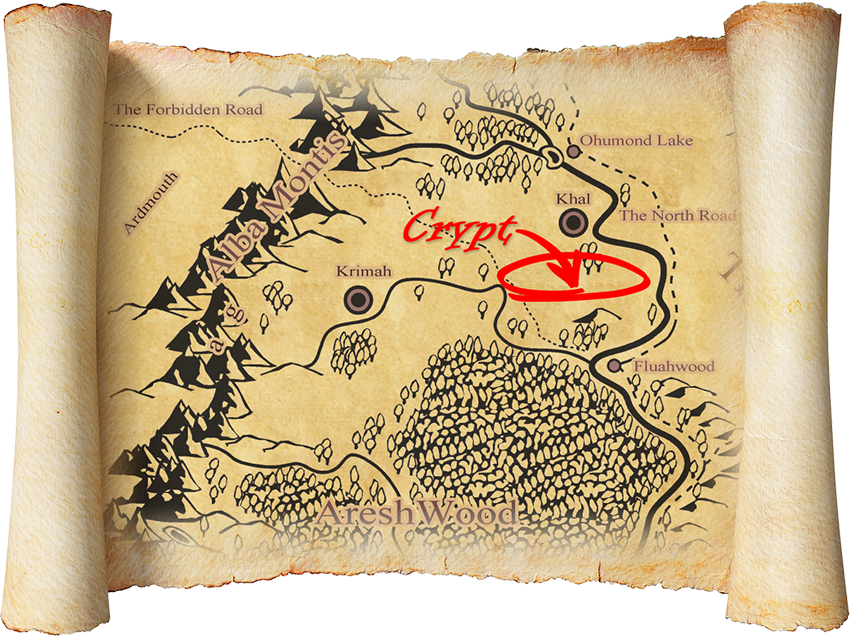 The Forbidden Road
Ohumond Lake
Alba Montis
Ardmouth
Khal
The North Road
Crypt
Krimah
Fluahwood
AreshWood